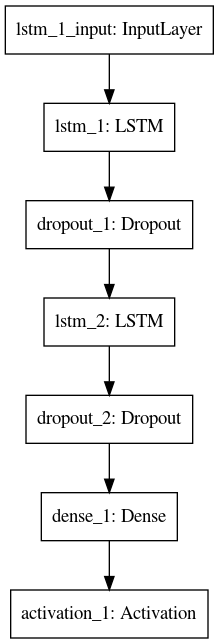 lstm_1_input: InputLayer
lstm_1: LSTM
dropout_1: Dropout
lstm_2: LSTM
dropout_2: Dropout
dense_1: Dense
activation_1: Activation